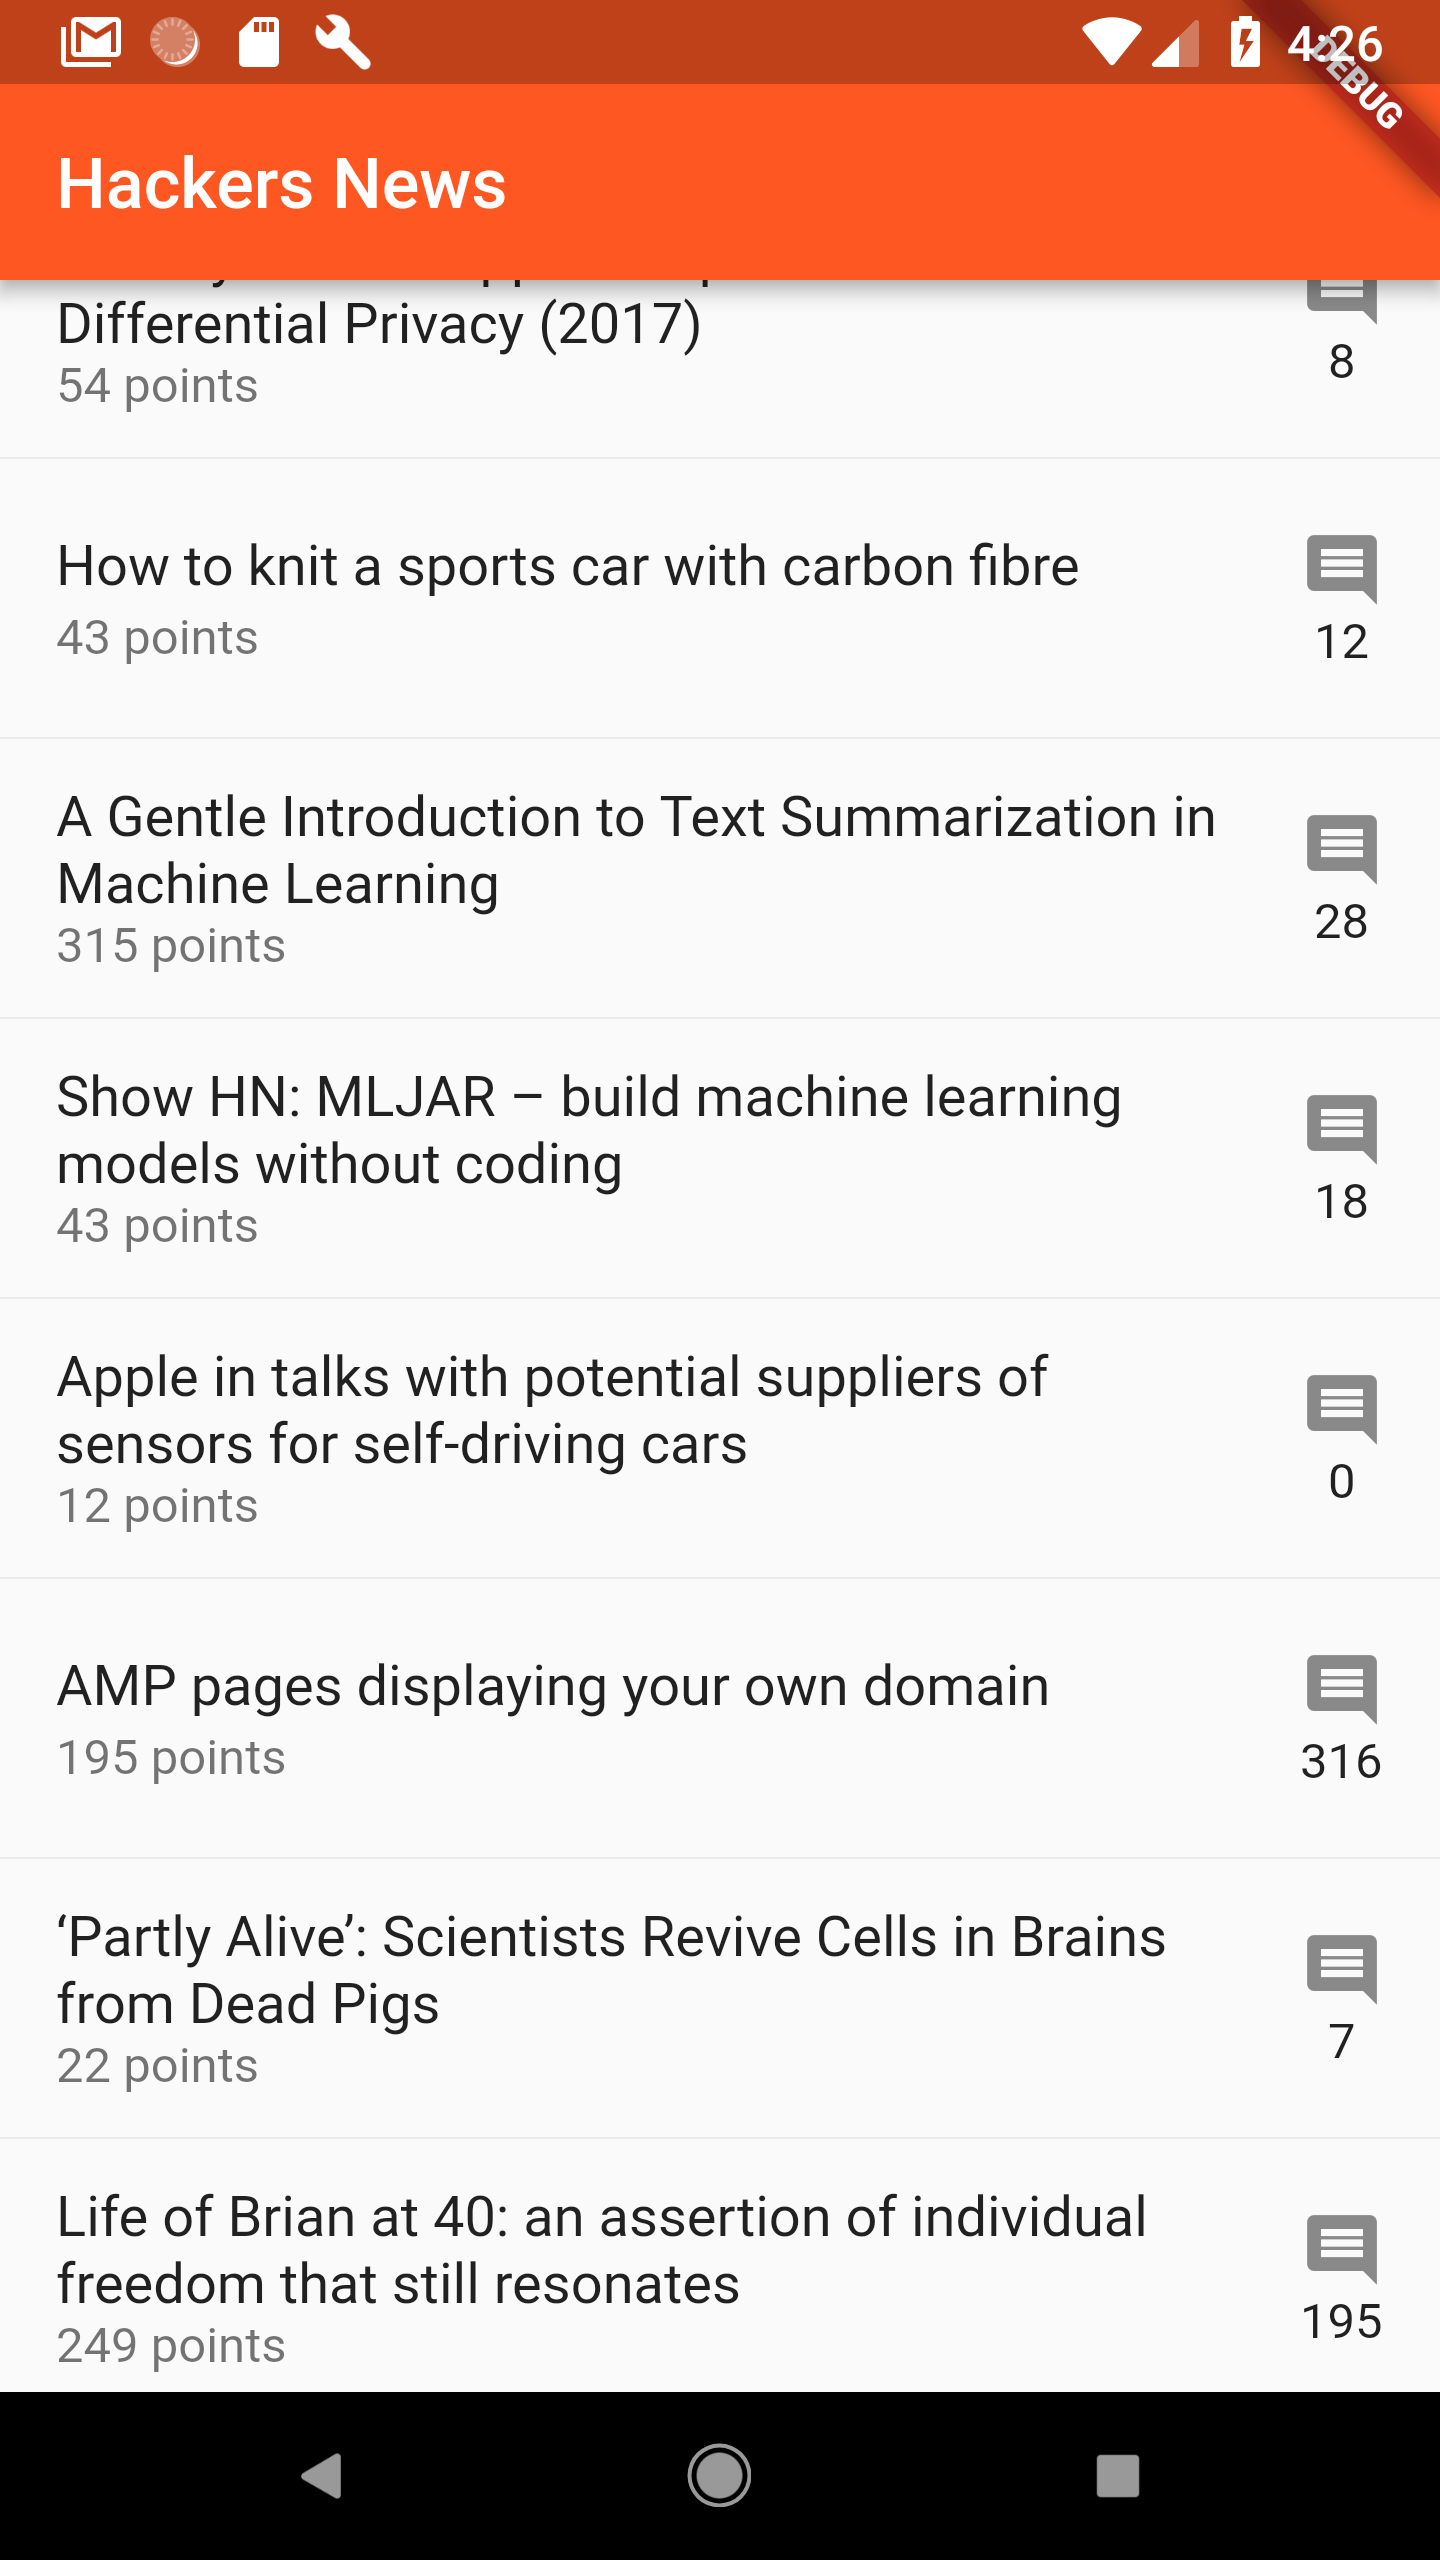 4:26
DEBUG
Hackers News
Differential Privacy (2017)
54 points
8
How to knit a sports car with carbon fibre
43 points
12
A Gentle Introduction to Text Summarization in
Machine Learning
315 points
28
Show HN: MLJAR – build machine learning
models without coding
43 points
18
Apple in talks with potential suppliers of
sensors for self-driving cars
12 points
0
AMP pages displaying your own domain
195 points
316
‘Partly Alive’: Scientists Revive Cells in Brains
from Dead Pigs
22 points
7
Life of Brian at 40: an assertion of individual
freedom that still resonates
249 points
195